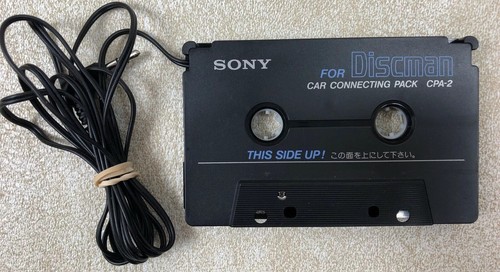 SONY
FOR Discman
CAR CONNECTING PACK CPA-2
THIS SIDE UP! この面を上にして下さい。